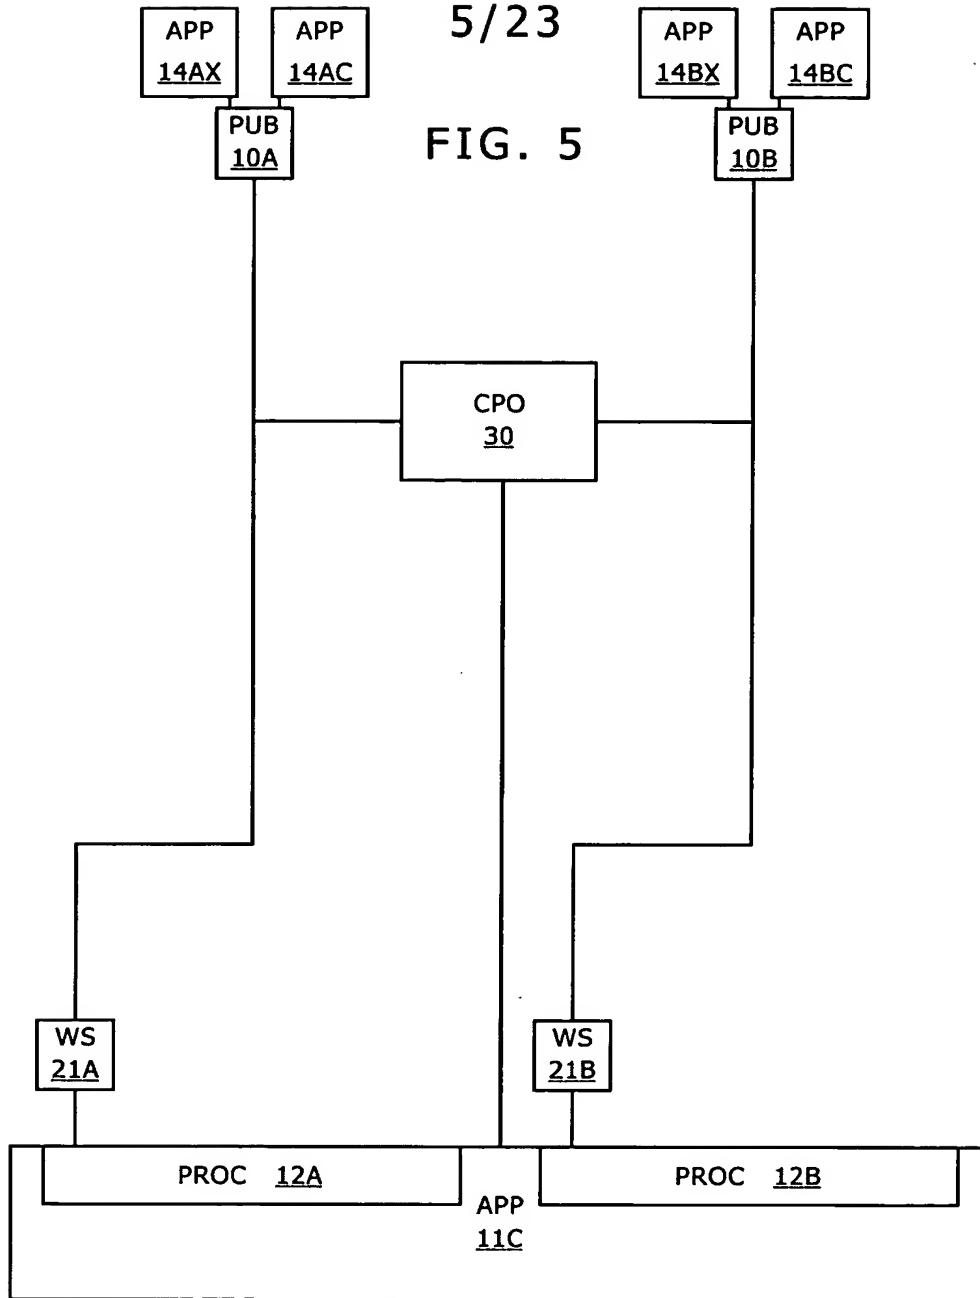 5/23
APP
14AX
APP
14AC
APP
14BX
APP
14BC
PUB
10A
FIG. 5
PUB
10B
CPO
30
WS
21A
WS
21B
PROC 12A
PROC 12B
APP
11C